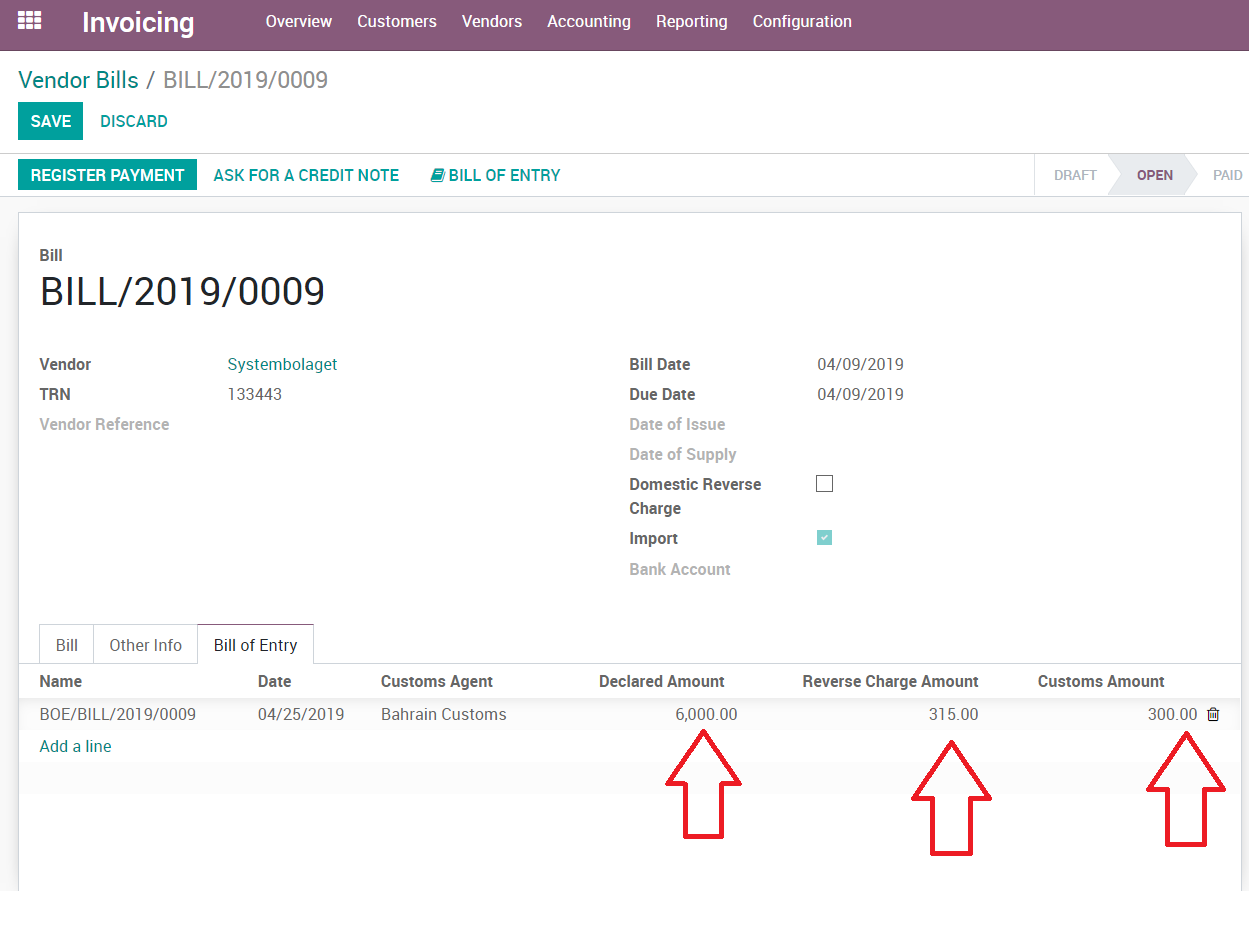 Invoicing Overview Customers Vendors Accounting Reporting Configuration
Vendor Bills / BILL/2019/0009
SAVE DISCARD
REGISTER PAYMENT ASK FOR A CREDIT NOTE BILL OF ENTRY DRAFT OPEN PAID
Bill
BILL/2019/0009
Vendor Systembolaget Bill Date 04/09/2019
TRN 133443 Due Date 04/09/2019
Vendor Reference Date of Issue
Date of Supply
Domestic Reverse
Charge
Import
Bank Account
Bill Other Info Bill of Entry
Name Date Customs Agent Declared Amount Reverse Charge Amount Customs Amount
BOE/BILL/2019/0009 04/25/2019 Bahrain Customs 6,000.00 315.00 300.00
Add a line